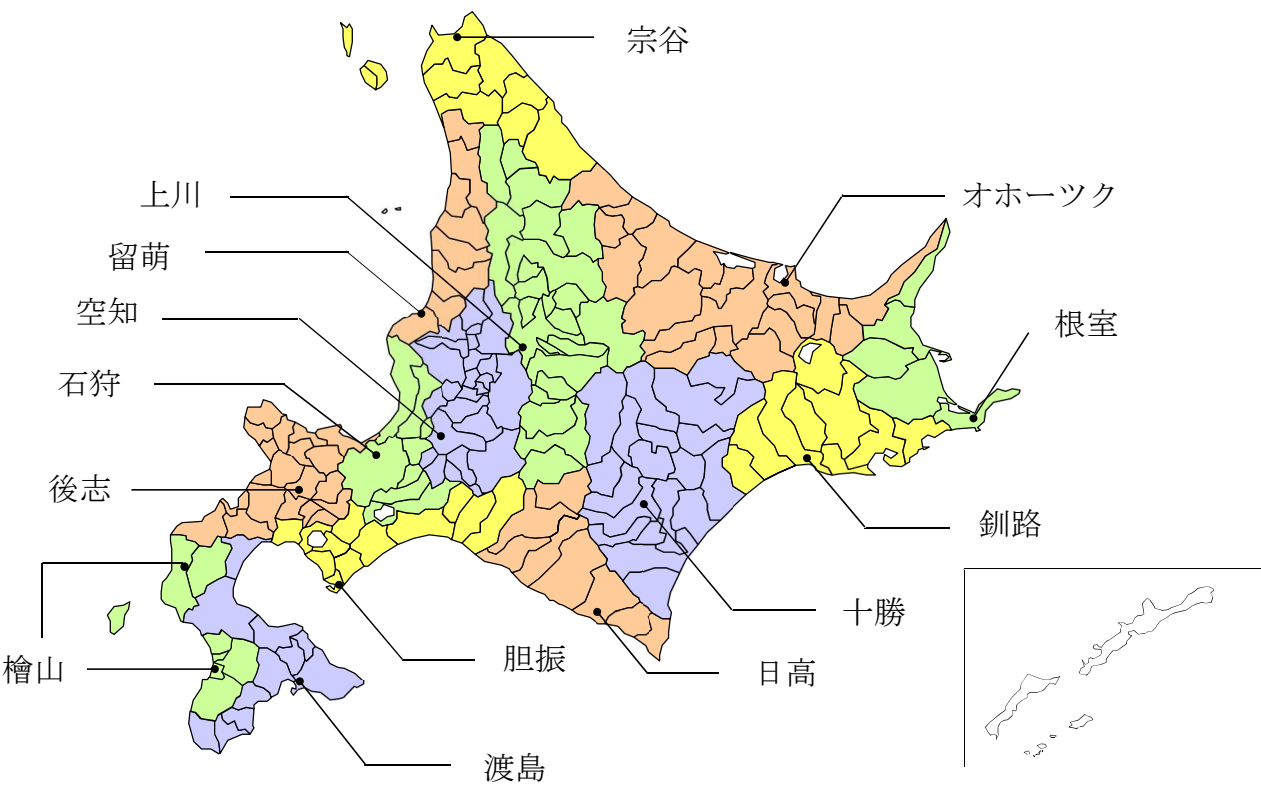 宗谷
上川
オホーツク
留萌
空知
根室
石狩
後志
釧路
十勝
胆振
檜山
日高
渡島